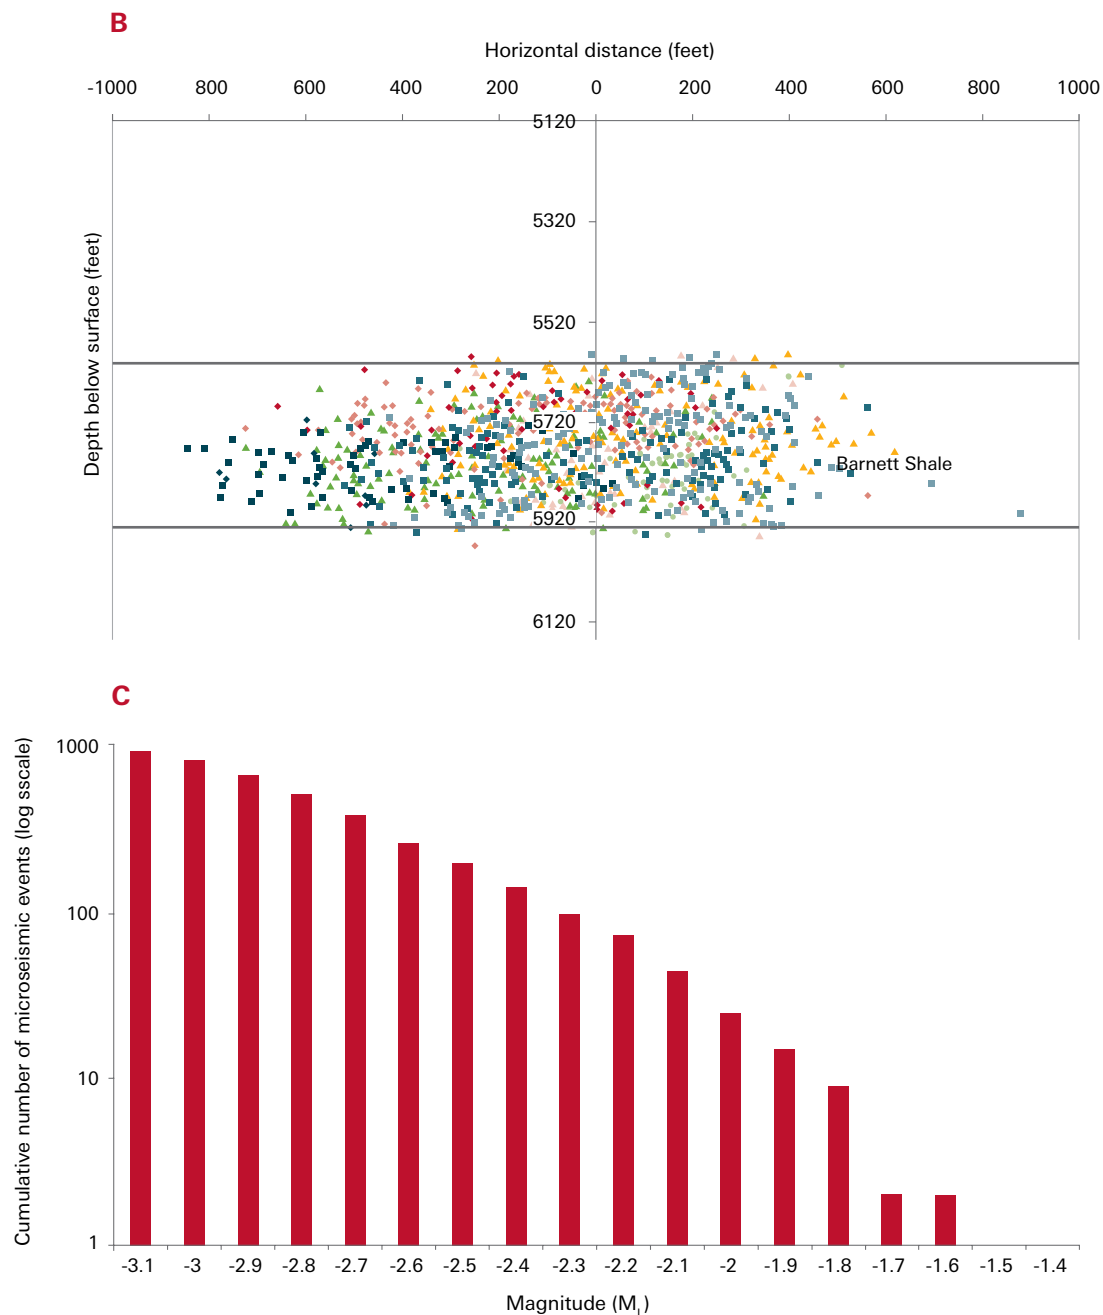 B
Horizontal distance (feet)
-1000 800 600 400 200 0 200 400 600 800 1000
Depth below surface (feet)
5120
5320
5520
5720
Barnett Shale
5920
6120
C
Cumulative number of microseismic events (log sscale)
1000
100
10
1
-3.1 -3 -2.9 -2.8 -2.7 -2.6 -2.5 -2.4 -2.3 -2.2 -2.1 -2 -1.9 -1.8 -1.7 -1.6 -1.5 -1.4
Magnitude (ML)